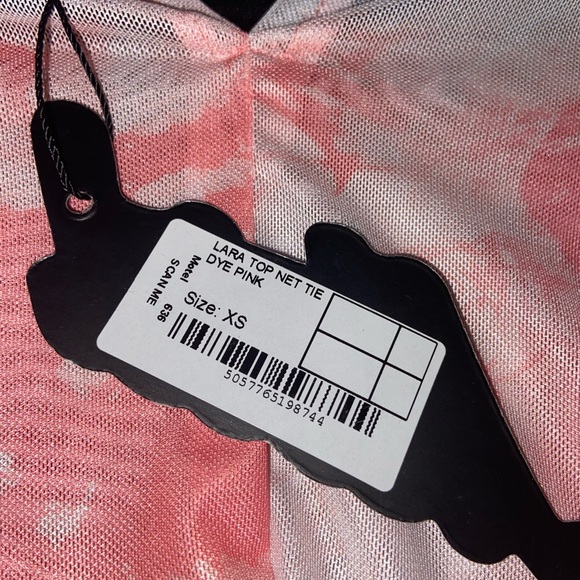 LARA TOP NET TIE
DYE PINK
Motel
SCAN ME
636
Size: XS
5057765198744